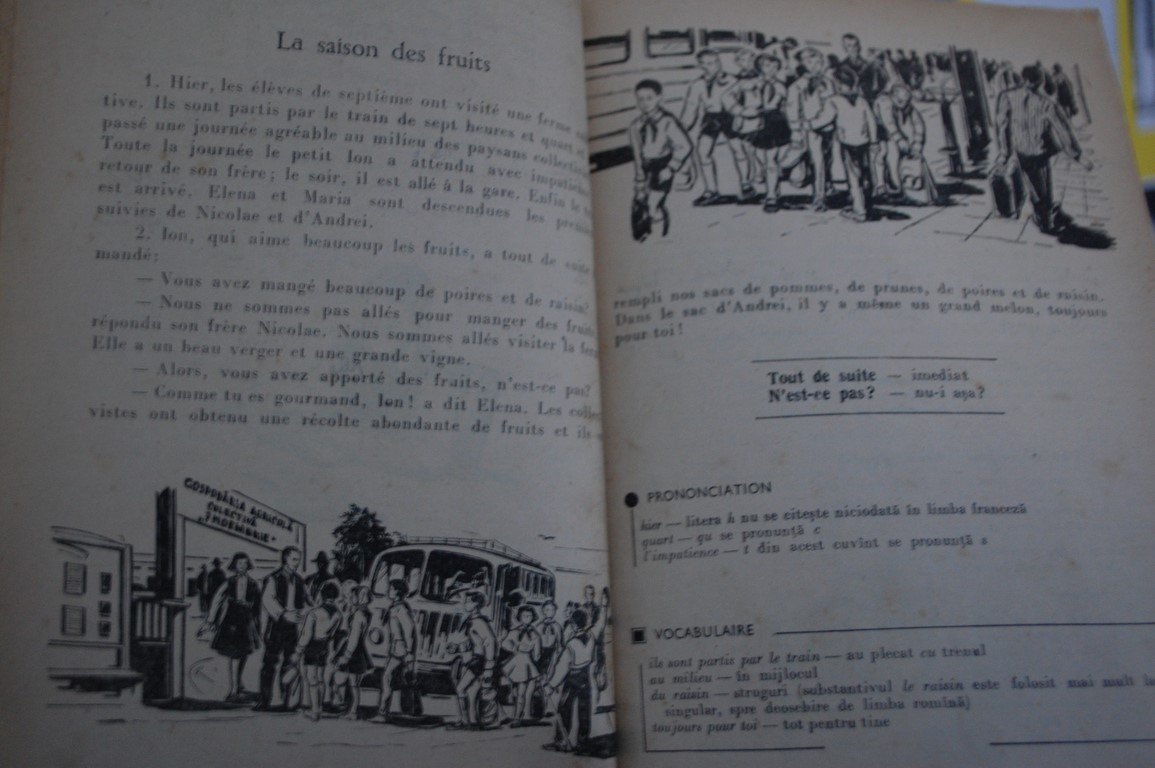 La saison des fruits
1. Hier, les élèves de septième ont visité une ferme
tive. Ils sont partis par le train de sept heures et quart et
passé une journée agréable au milieu des paysans
Toute la journée le petit Ion a attendu avec
retour de son frère; le soir, il est allé à la gare. Enfin le
est arrivé. Elena et Maria sont descendues les
suivies de Nicolae et d'Andrei.
2. Ion, qui aime beaucoup les fruits, a tout de suite
mandé:
— Vous avez mangé beaucoup de poires et de raisin?
— Nous ne sommes pas allés pour manger des
répondu son frère Nicolae. Nous sommes allés visiter la
Elle a un beau verger et une grande vigne.
— Alors, vous avez apporté des fruits, n'est-ce pas?
— Comme tu es gourmand, Ion! a dit Elena. Les
vistes ont obtenu une récolte abondante de fruits et ils
GOSPODĂRIA AGRICOLĂ
COLECTIVĂ
rempli nos sacs de pommes, de prunes, de poires et de raisin.
Dans le sac d'Andrei, il y a même un grand melon, toujours
pour toi!
Tout de suite — imediat
N'est-ce pas? — nu-i așa?
PRONONCIATION
hier — litera h nu se citește niciodată în limba franceză
quart — qu se pronunță c
l'impatience — t din acest cuvînt se pronunță s
VOCABULAIRE
ils sont partis par le train — au plecat cu trenul
au milieu — în mijlocul
du raisin — struguri (substantivul le raisin este folosit mai mult la
singular, spre deosebire de limba romînă)
toujours pour toi — tot pentru tine